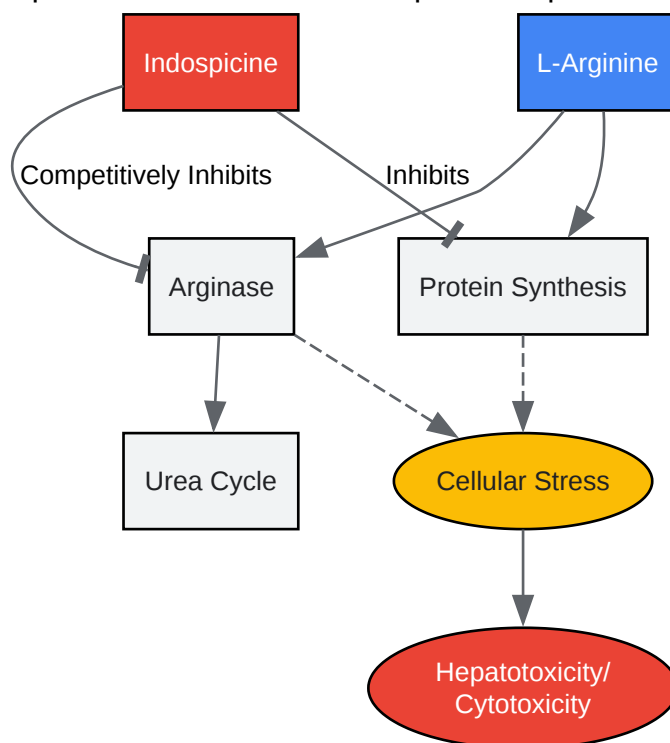 Indospicine
L-Arginine
Competitively Inhibits
Inhibits
Arginase
Protein Synthesis
Urea Cycle
Cellular Stress
Hepatotoxicity/
Cytotoxicity